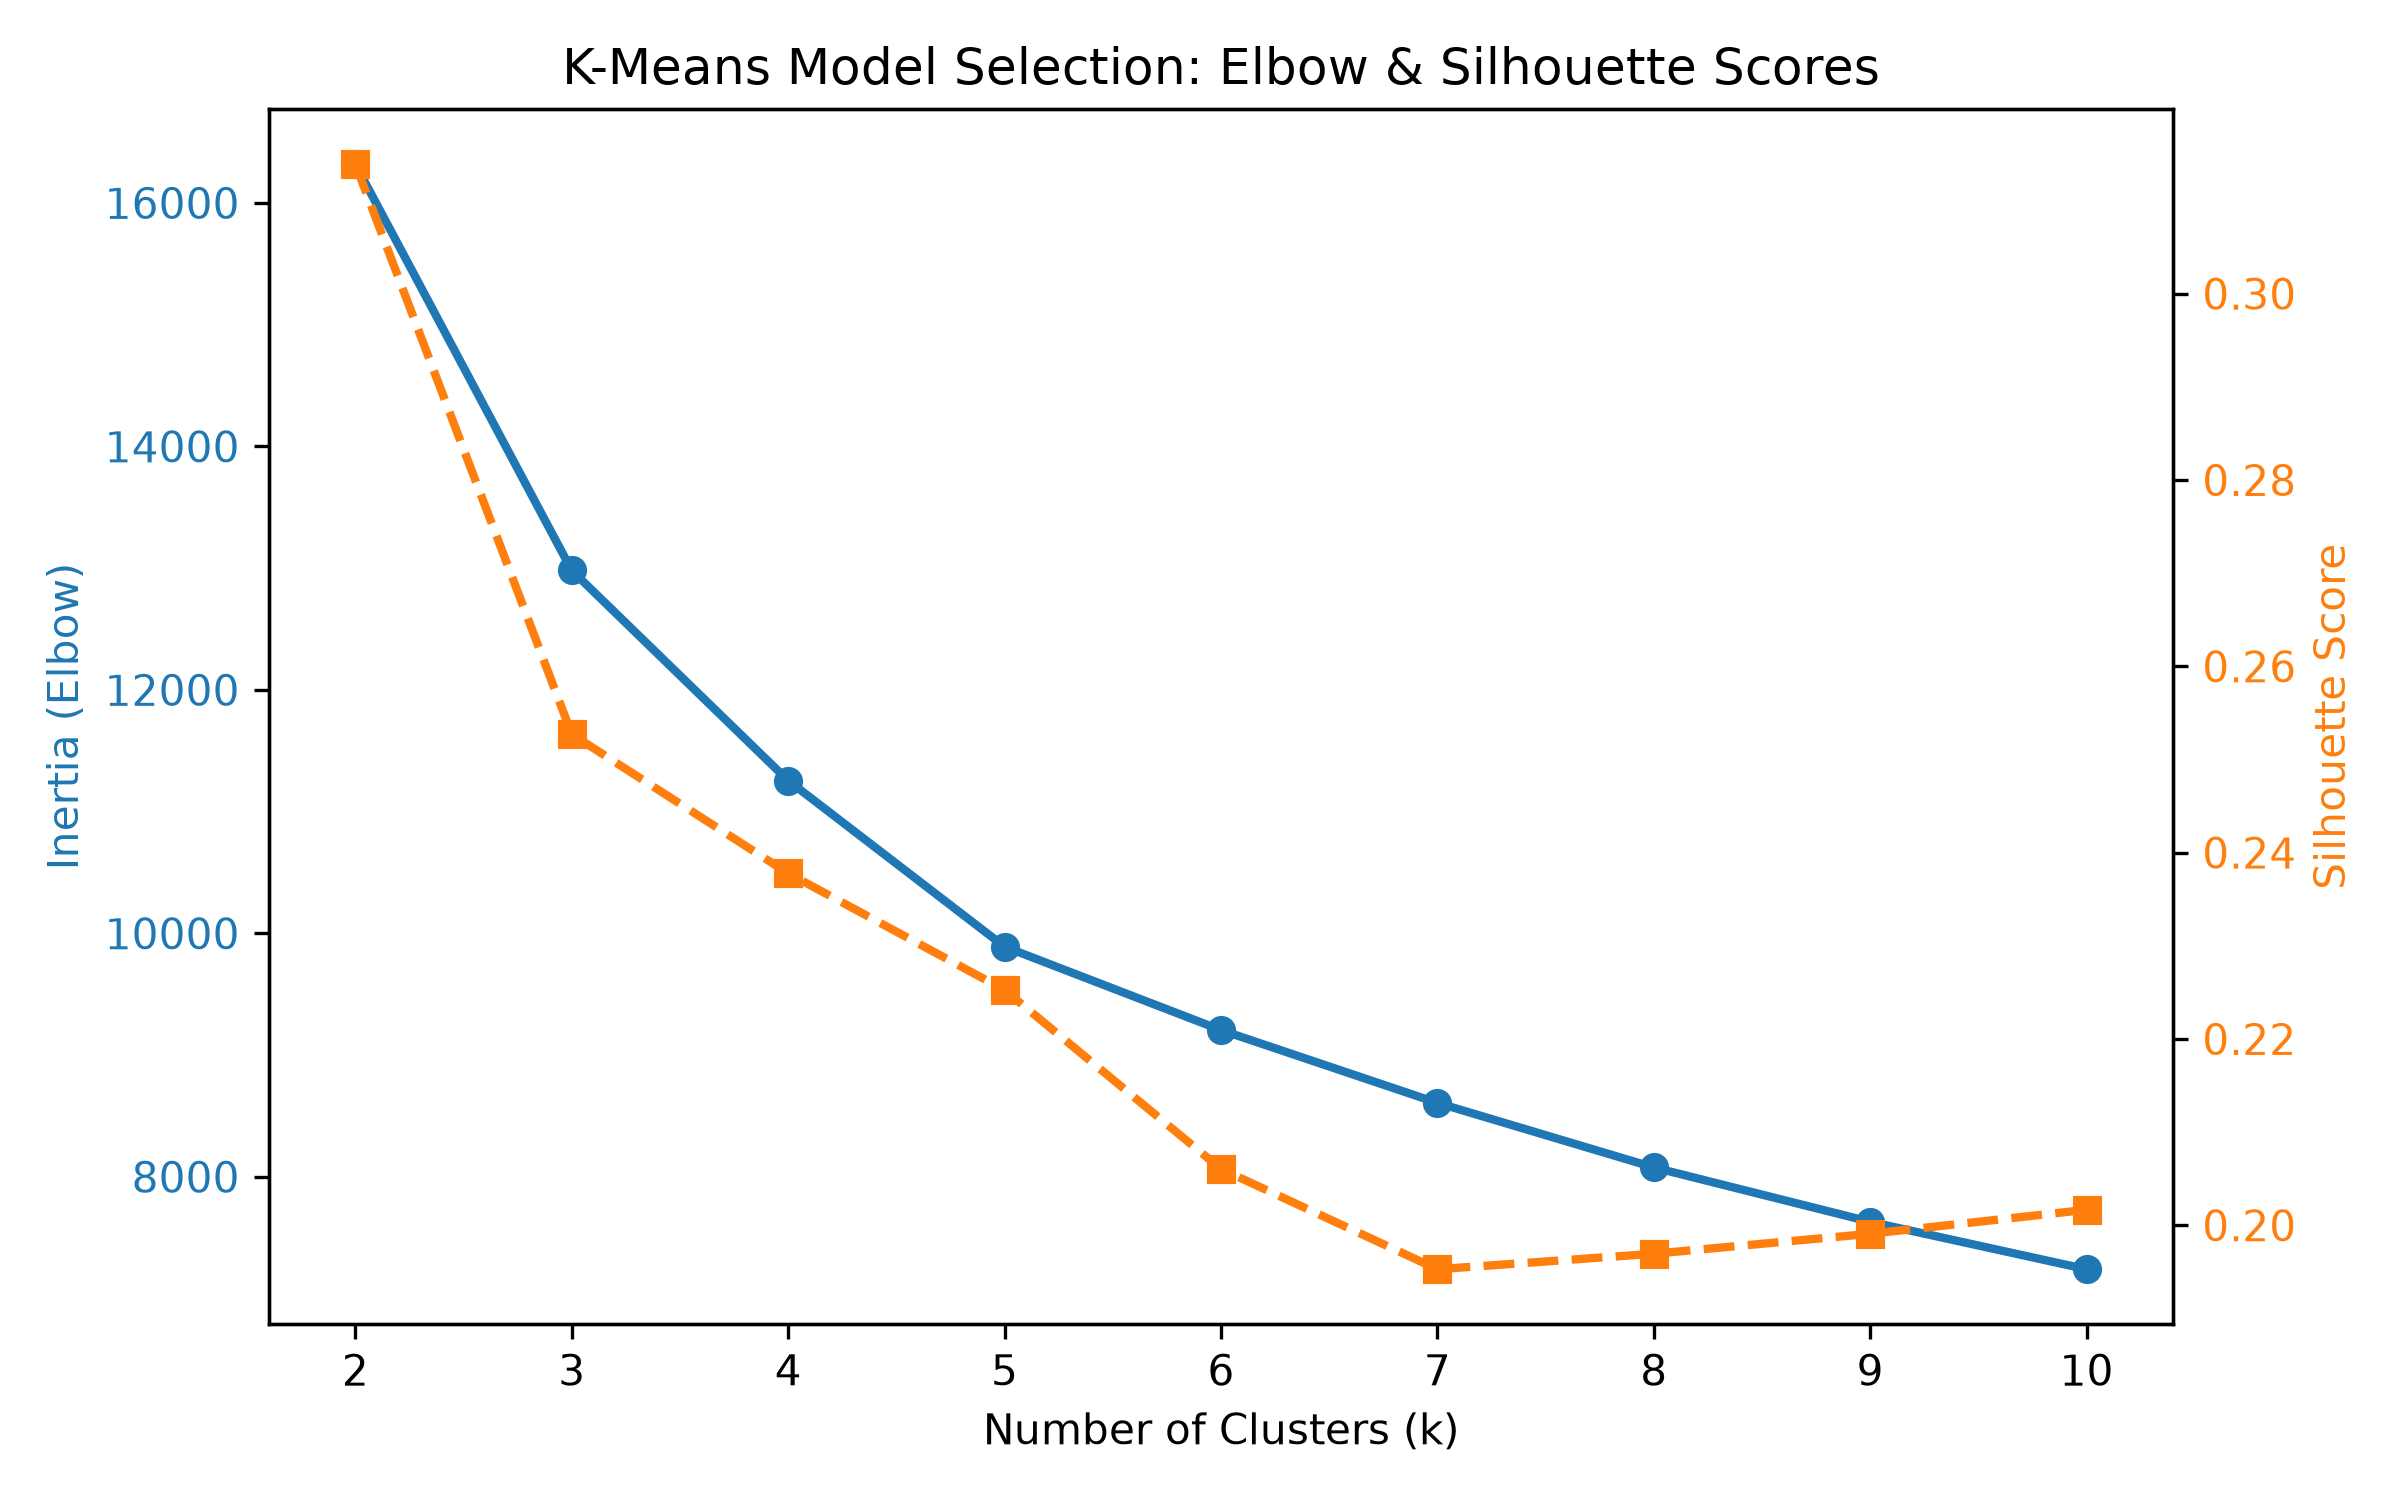 K-Means Model Selection: Elbow & Silhouette Scores
Inertia (Elbow)
16000
14000
12000
10000
8000
0.30
0.28
0.26
0.24
0.22
0.20
Silhouette Score
2 3 4 5 6 7 8 9 10
Number of Clusters (k)